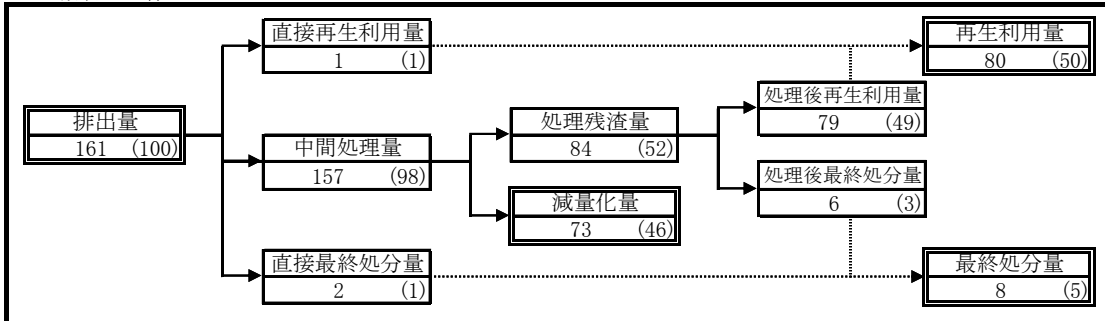 直接再生利用量
1 (1)
再生利用量
80 (50)
処理後再生利用量
79 (49)
排出量
161 (100)
処理残渣量
84 (52)
中間処理量
157 (98)
処理後最終処分量
6 (3)
減量化量
73 (46)
直接最終処分量
2 (1)
最終処分量
8 (5)